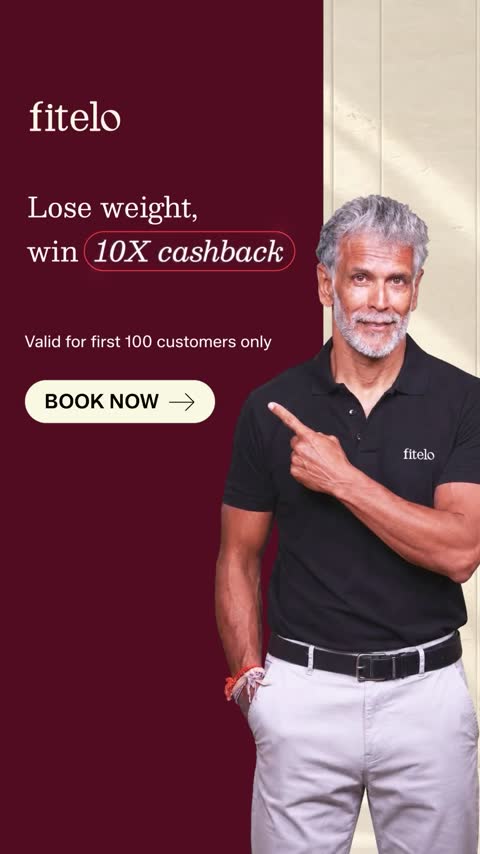 fitelo
Lose weight,
win 10X cashback
Valid for first 100 customers only
BOOK NOW
fitelo